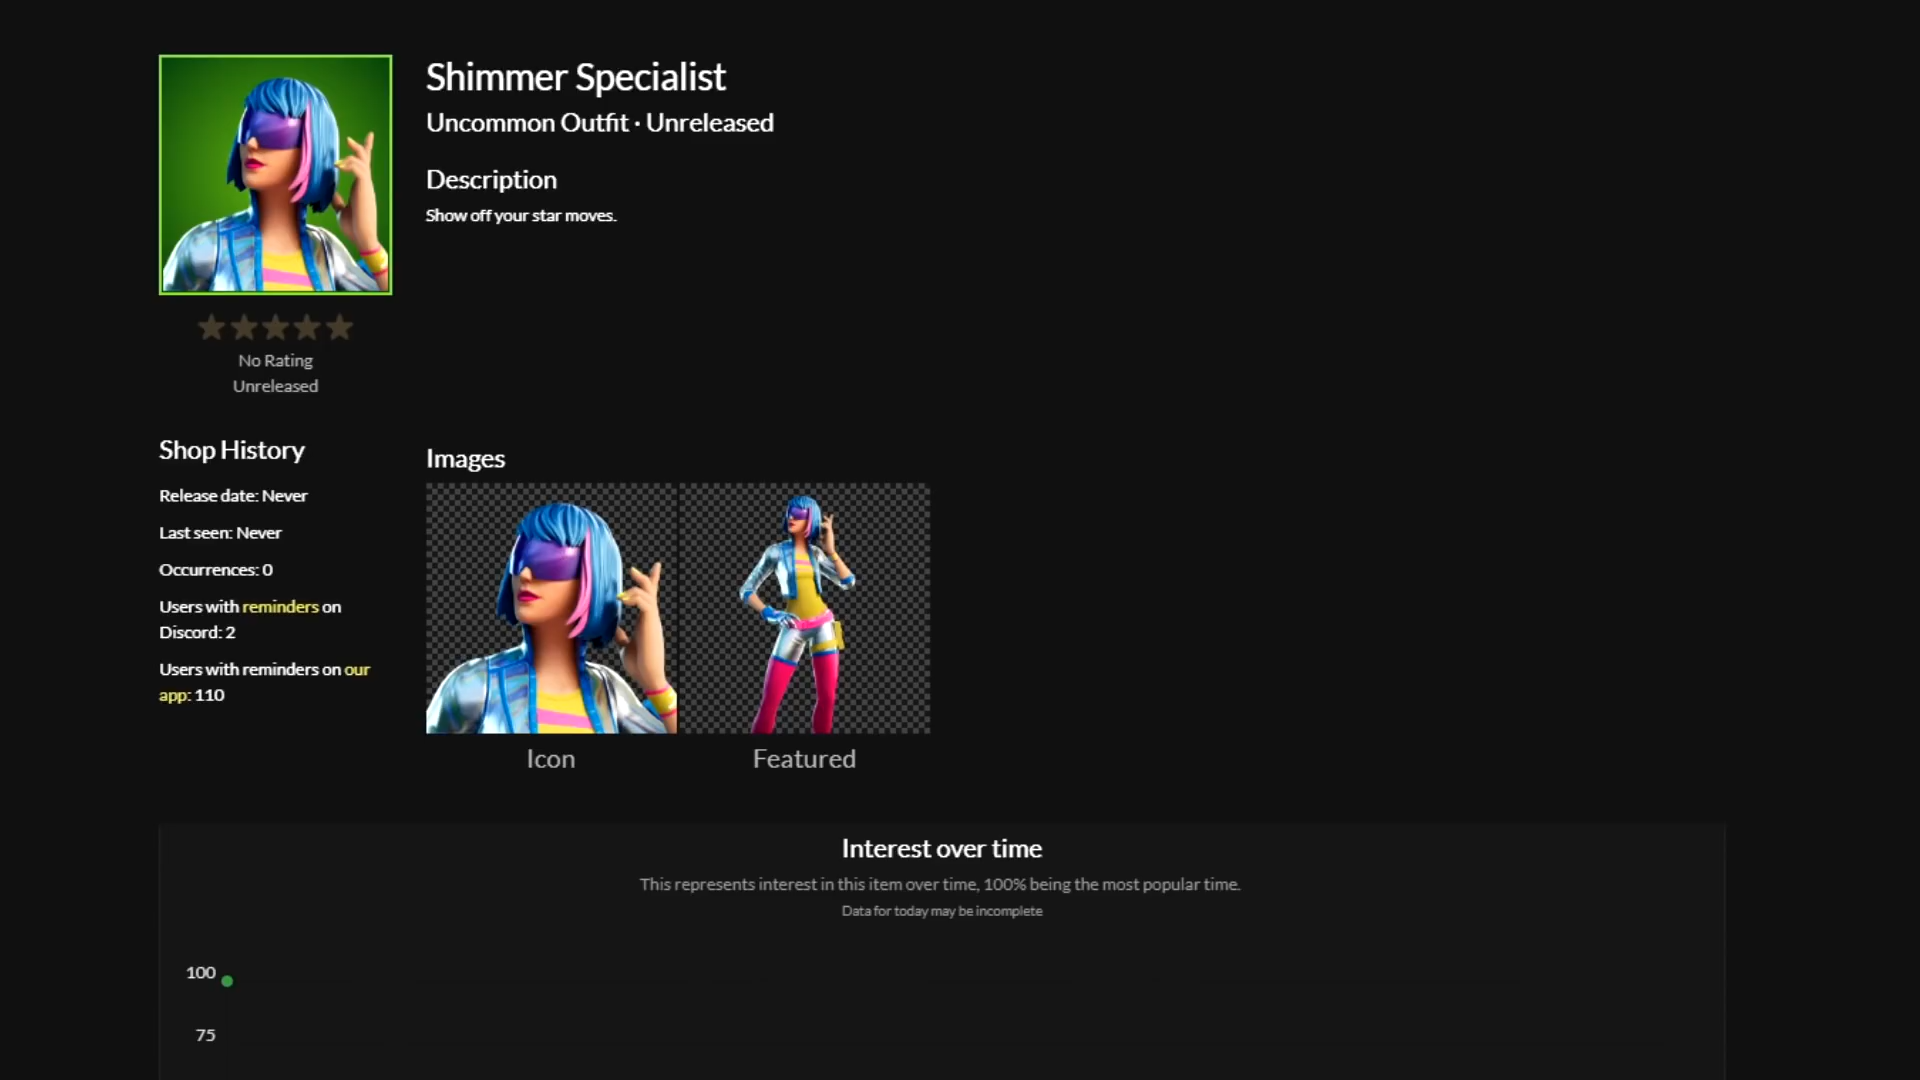 Shimmer Specialist
Uncommon Outfit · Unreleased
Description
Show off your star moves.
No Rating
Unreleased
Shop History
Release date: Never
Last seen: Never
Occurrences: 0
Users with reminders on
Discord: 2
Users with reminders on our
app: 110
Images
Icon
Featured
Interest over time
This represents interest in this item over time, 100% being the most popular time.
Data for today may be incomplete
100
75